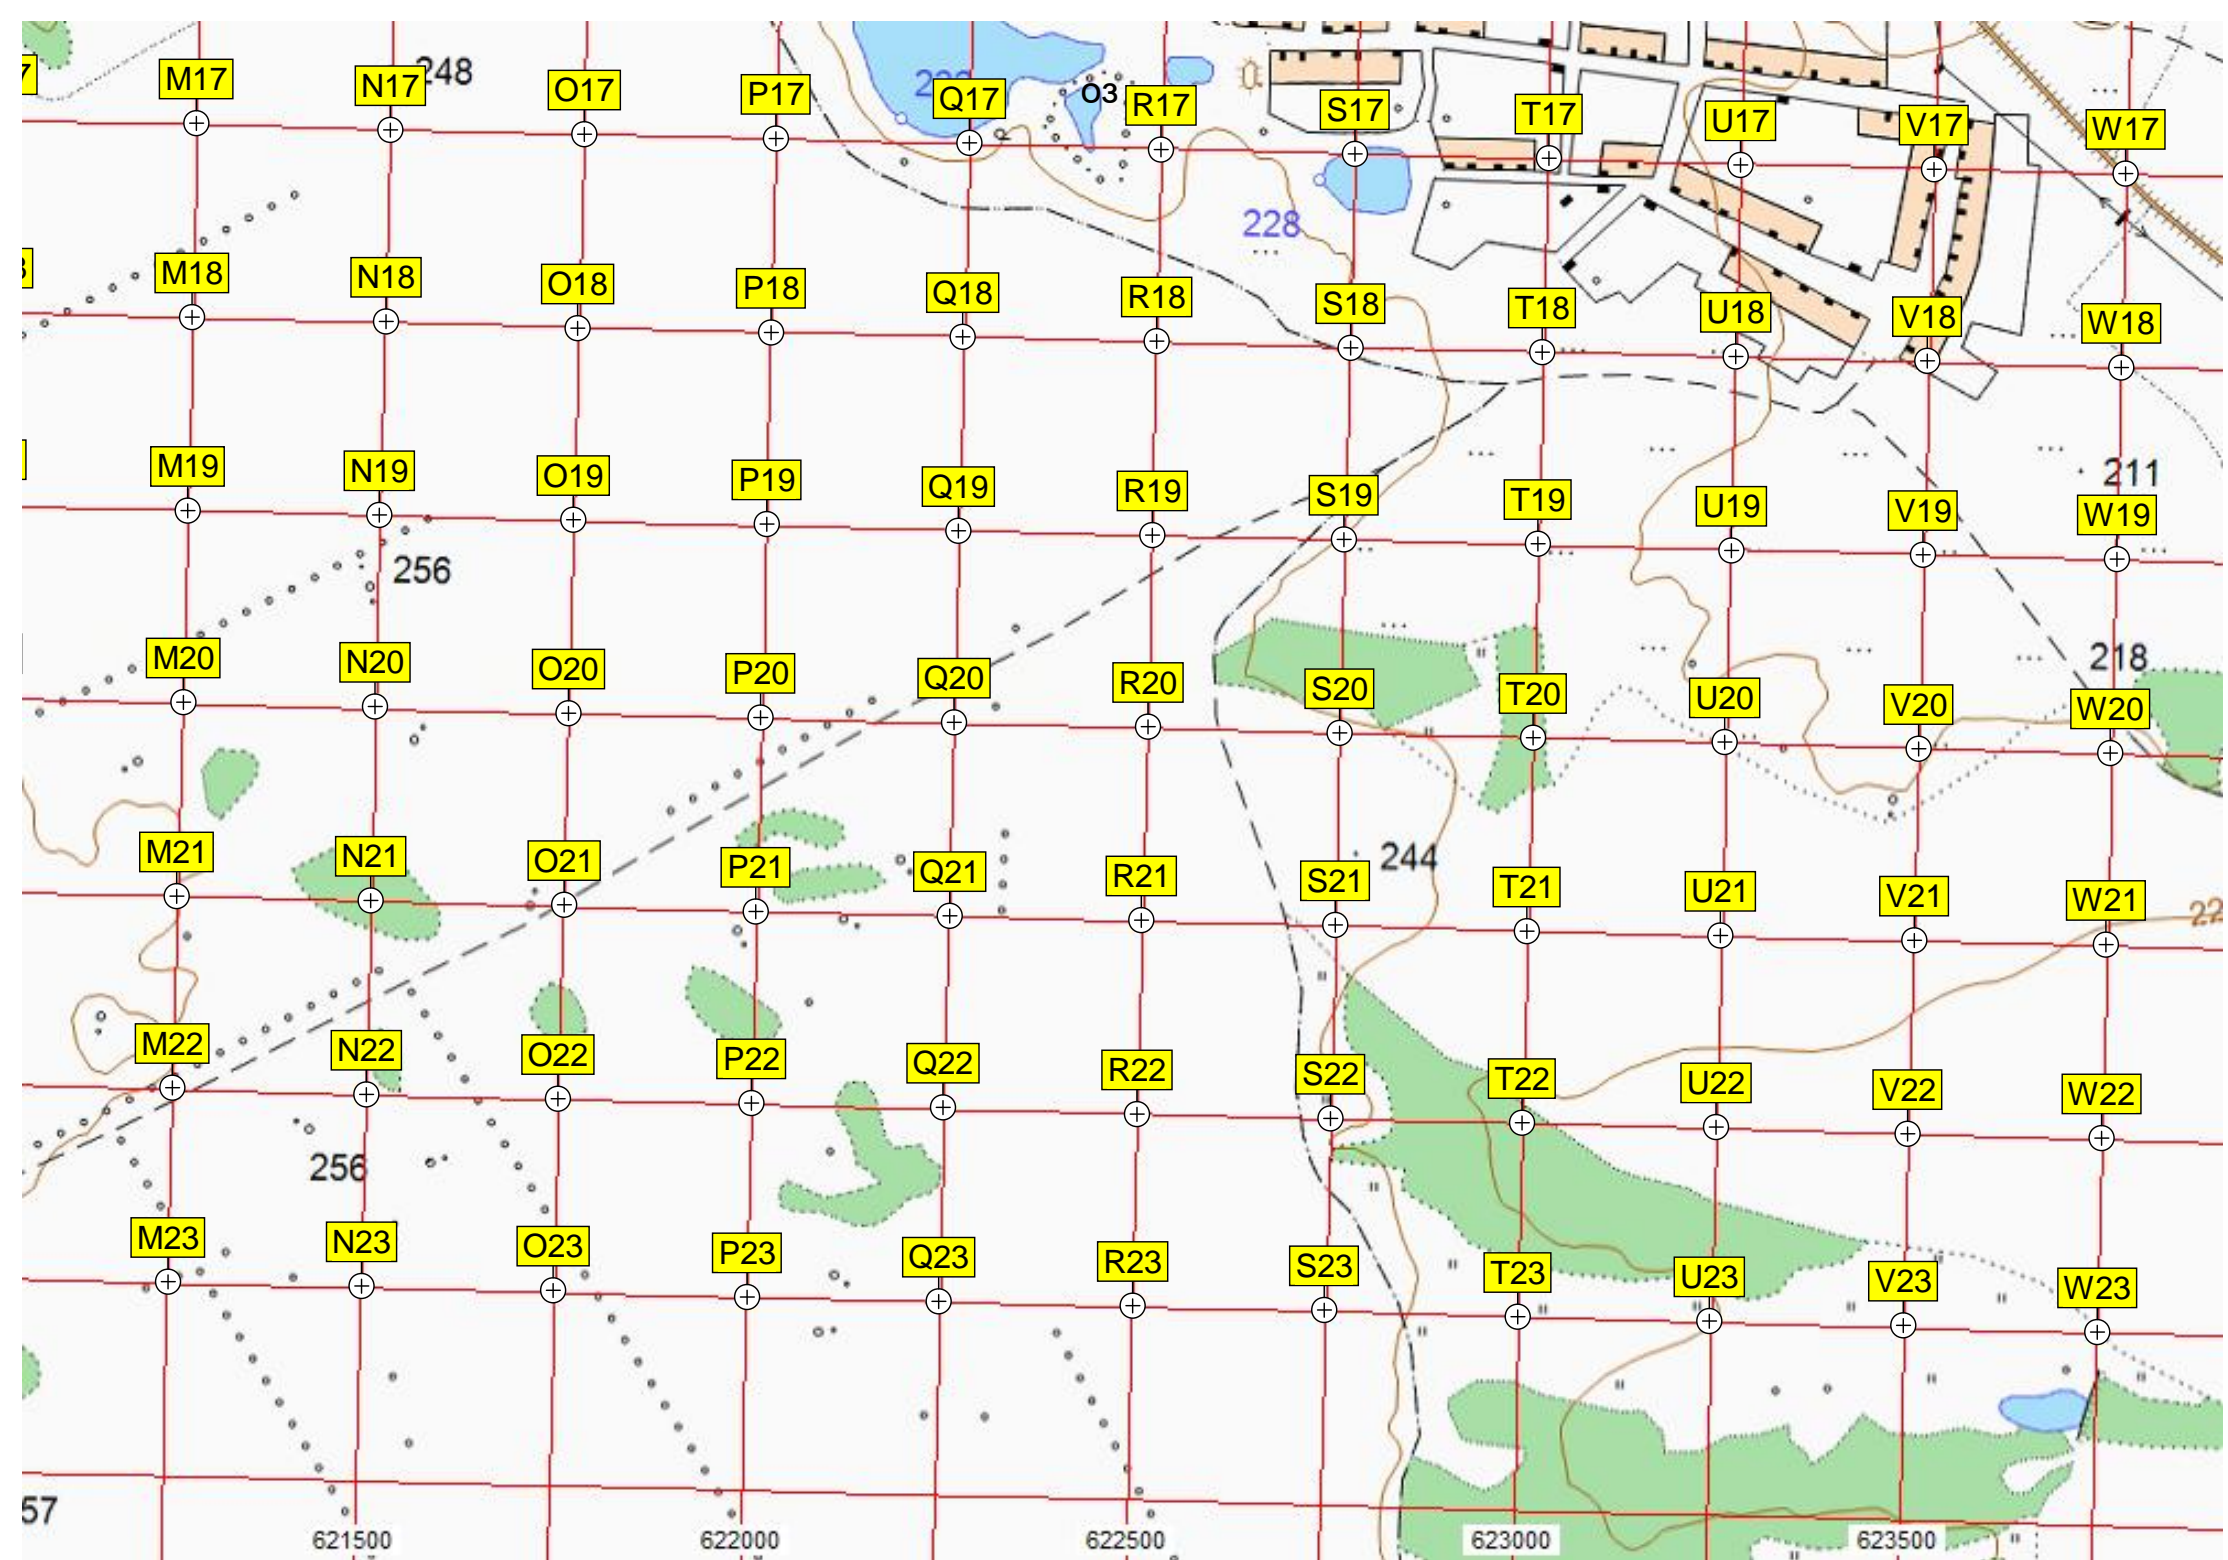 248
M17 N17 O17 P17 Q17 R17 S17 T17 U17 V17 W17
оз
228
M18 N18 O18 P18 Q18 R18 S18 T18 U18 V18 W18
211
M19 N19 O19 P19 Q19 R19 S19 T19 U19 V19 W19
256
218
M20 N20 O20 P20 Q20 R20 S20 T20 U20 V20 W20
244
M21 N21 O21 P21 Q21 R21 S21 T21 U21 V21 W21
22
M22 N22 O22 P22 Q22 R22 S22 T22 U22 V22 W22
256
M23 N23 O23 P23 Q23 R23 S23 T23 U23 V23 W23
57
621500 622000 622500 623000 623500